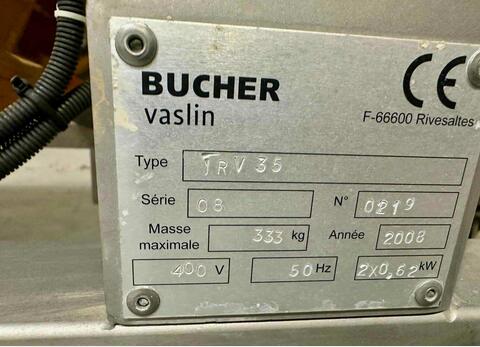 BUCHER
vaslin
CE
F-66600 Rivesaltes
Type TRV 35
Série 08 N° 0219
Masse maximale 333 kg Année 2008
400 V 50 Hz 2x0,62 kW